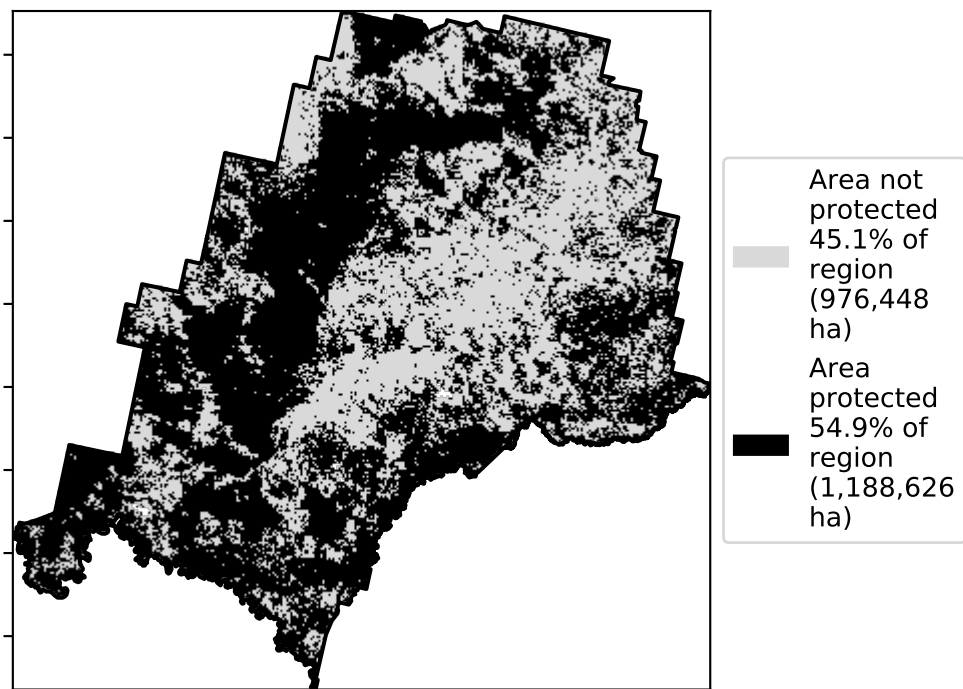 Area not
protected
45.1% of
region
(976,448
ha)
Area
protected
54.9% of
region
(1,188,626
ha)